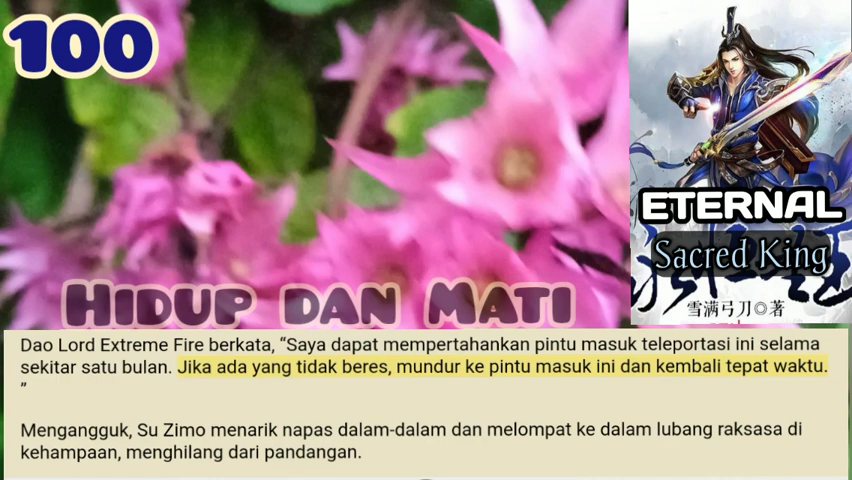 100
ETERNAL
Sacred King
雪满弓刀◎著
HIDUP DAN MATI
Dao Lord Extreme Fire berkata, “Saya dapat mempertahankan pintu masuk teleportasi ini selama
sekitar satu bulan. Jika ada yang tidak beres, mundur ke pintu masuk ini dan kembali tepat waktu.
”
Mengangguk, Su Zimo menarik napas dalam-dalam dan melompat ke dalam lubang raksasa di
kehampaan, menghilang dari pandangan.